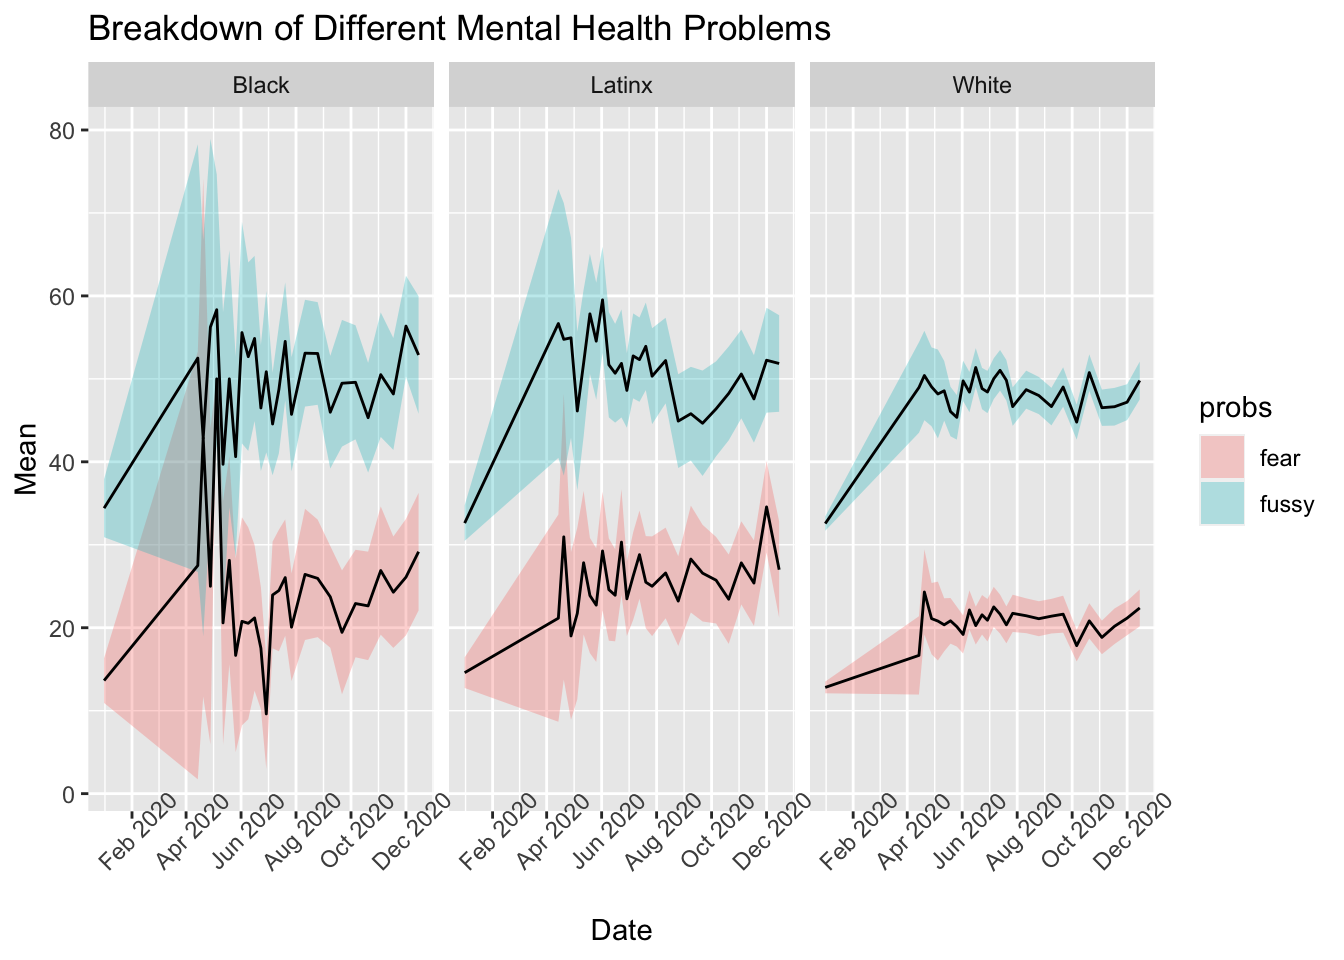 Breakdown of Different Mental Health Problems
Black Latinx White
80
60
40
20
0
Mean
Feb 2020 Apr 2020 Jun 2020 Aug 2020 Oct 2020 Dec 2020 Feb 2020 Apr 2020 Jun 2020 Aug 2020 Oct 2020 Dec 2020 Feb 2020 Apr 2020 Jun 2020 Aug 2020 Oct 2020 Dec 2020
Date
probs
fear
fussy